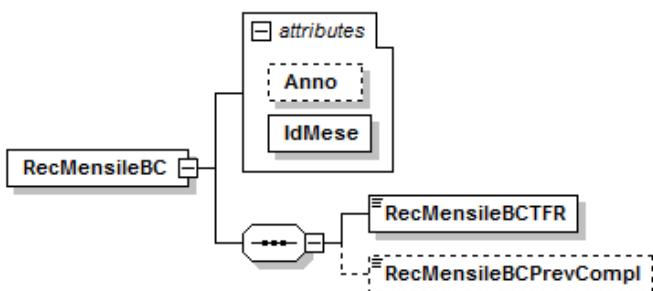 attributes
Anno
IdMese
RecMensileBC
RecMensileBCTFR
RecMensileBCPrevCompl